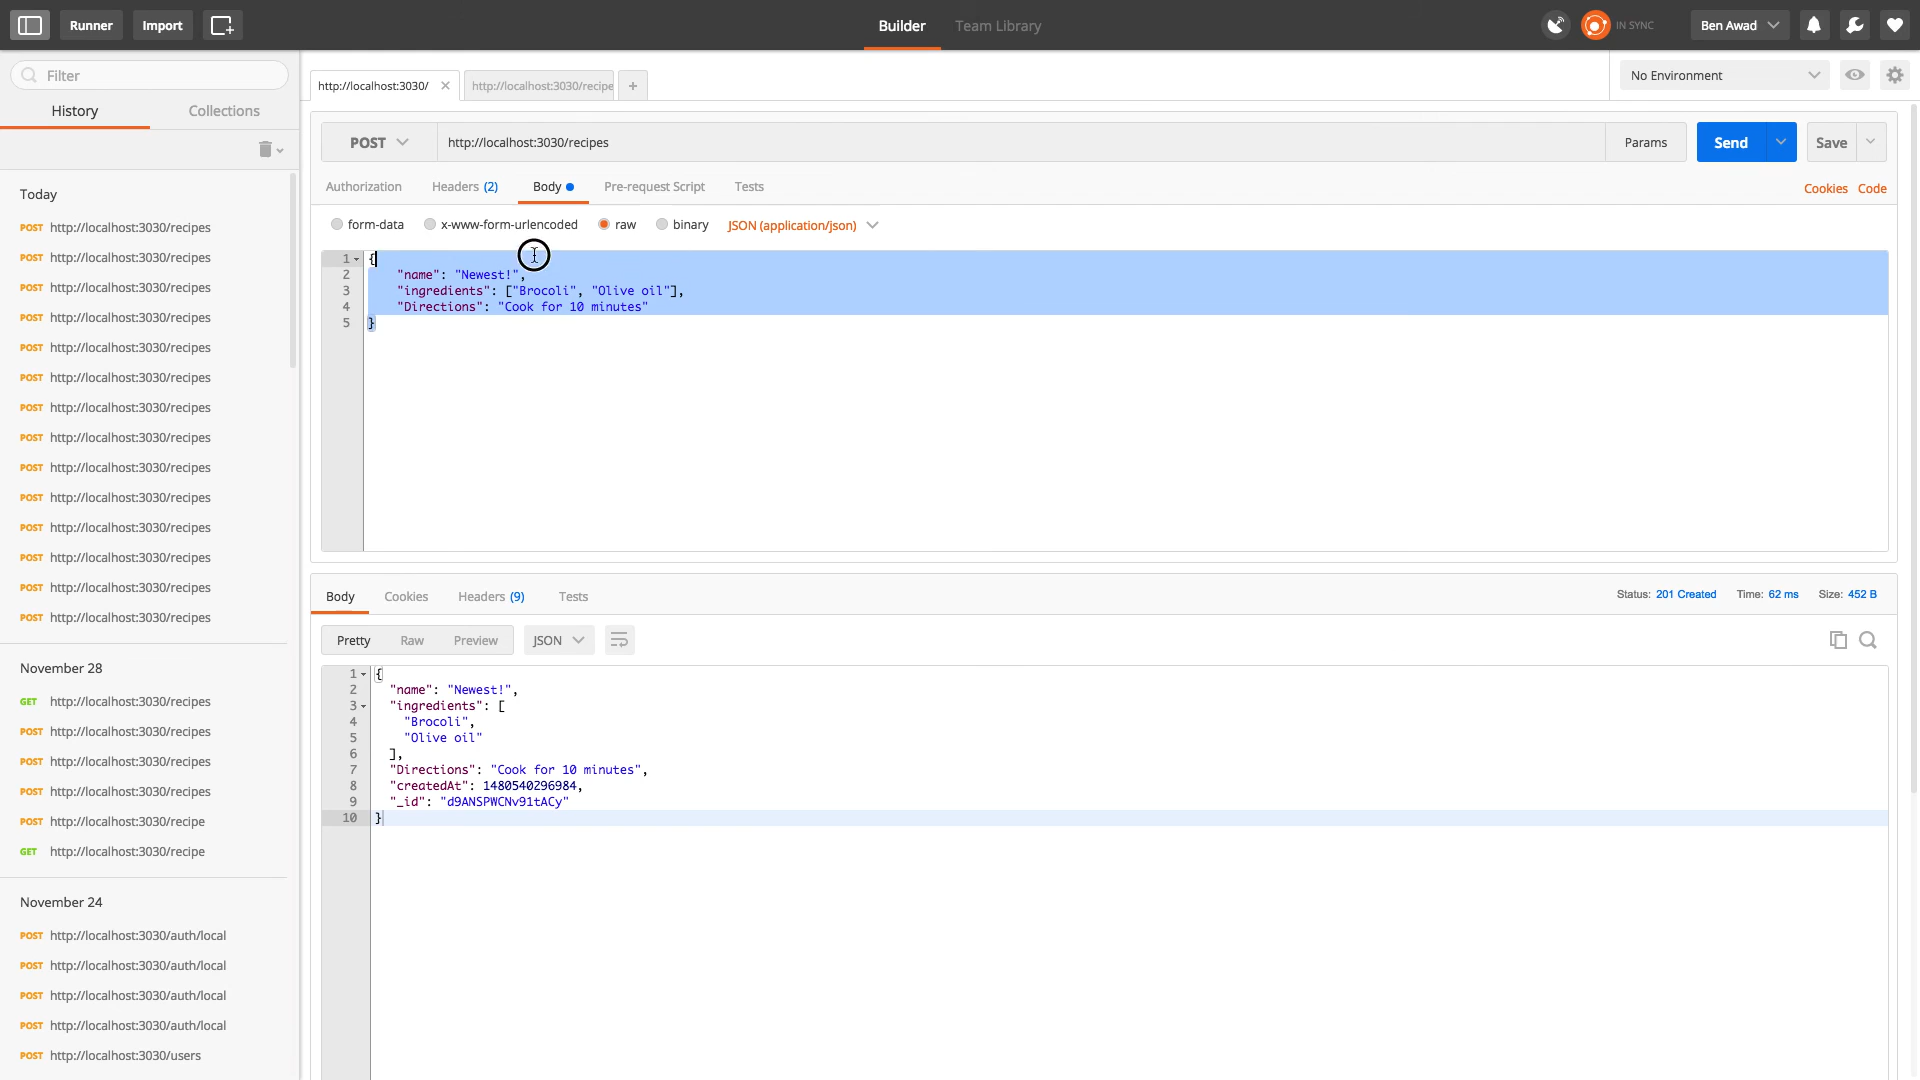 Runner
Import
Builder
Team Library
IN SYNC
Ben Awad
Filter
History
Collections
http://localhost:3030/
http://localhost:3030/recipe
+
No Environment
POST
http://localhost:3030/recipes
Params
Send
Save
Authorization
Headers (2)
Body
Pre-request Script
Tests
Cookies
Code
form-data
x-www-form-urlencoded
raw
binary
JSON (application/json)
1 {
2 "name": "Newest!",
3 "ingredients": ["Brocoli", "Olive oil"],
4 "Directions": "Cook for 10 minutes"
5 }
Today
POST http://localhost:3030/recipes
POST http://localhost:3030/recipes
POST http://localhost:3030/recipes
POST http://localhost:3030/recipes
POST http://localhost:3030/recipes
POST http://localhost:3030/recipes
POST http://localhost:3030/recipes
POST http://localhost:3030/recipes
POST http://localhost:3030/recipes
POST http://localhost:3030/recipes
POST http://localhost:3030/recipes
POST http://localhost:3030/recipes
POST http://localhost:3030/recipes
POST http://localhost:3030/recipes
November 28
GET http://localhost:3030/recipes
POST http://localhost:3030/recipes
POST http://localhost:3030/recipes
POST http://localhost:3030/recipes
POST http://localhost:3030/recipe
GET http://localhost:3030/recipe
November 24
POST http://localhost:3030/auth/local
POST http://localhost:3030/auth/local
POST http://localhost:3030/auth/local
POST http://localhost:3030/auth/local
POST http://localhost:3030/users
Body
Cookies
Headers (9)
Tests
Status: 201 Created
Time: 62 ms
Size: 452 B
Pretty
Raw
Preview
JSON
1 {
2 "name": "Newest!",
3 "ingredients": [
4 "Brocoli",
5 "Olive oil"
6 ],
7 "Directions": "Cook for 10 minutes",
8 "createdAt": 1480540296984,
9 "_id": "d9ANSPWCNv91tACy"
10 }